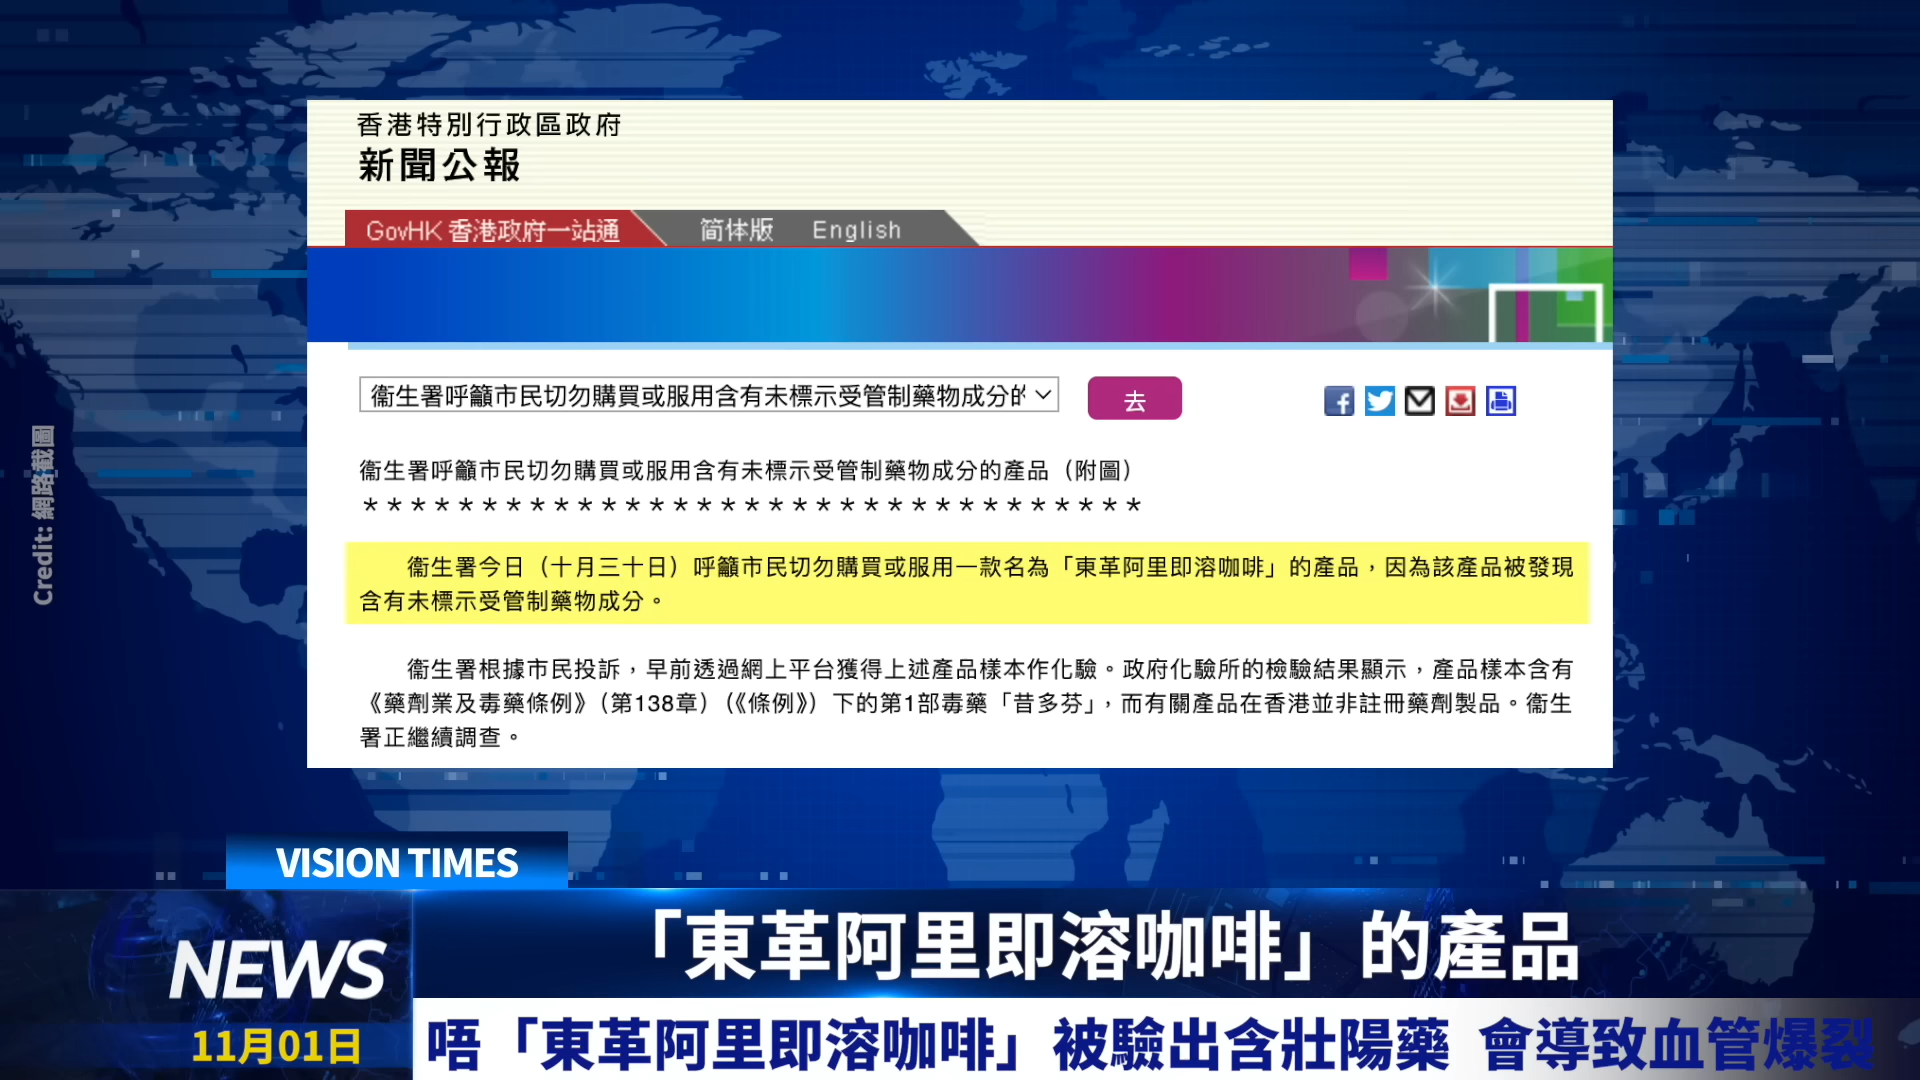 香港特別行政區政府
新聞公報
GovHK 香港政府一站通
简体版
English
衞生署呼籲市民切勿購買或服用含有未標示受管制藥物成分的
去
衞生署呼籲市民切勿購買或服用含有未標示受管制藥物成分的產品（附圖）
＊＊＊＊＊＊＊＊＊＊＊＊＊＊＊＊＊＊＊＊＊＊＊＊＊＊＊＊＊＊＊＊＊
衞生署今日（十月三十日）呼籲市民切勿購買或服用一款名為「東革阿里即溶咖啡」的產品，因為該產品被發現
含有未標示受管制藥物成分。
衞生署根據市民投訴，早前透過網上平台獲得上述產品樣本作化驗。政府化驗所的檢驗結果顯示，產品樣本含有
《藥劑業及毒藥條例》（第138章）（《條例》）下的第1部毒藥「昔多芬」，而有關產品在香港並非註冊藥劑製品。衞生
署正繼續調查。
Credit: 網路截圖
VISION TIMES
NEWS
11月01日
「東革阿里即溶咖啡」的產品
唔「東革阿里即溶咖啡」被驗出含壯陽藥 會導致血管爆裂